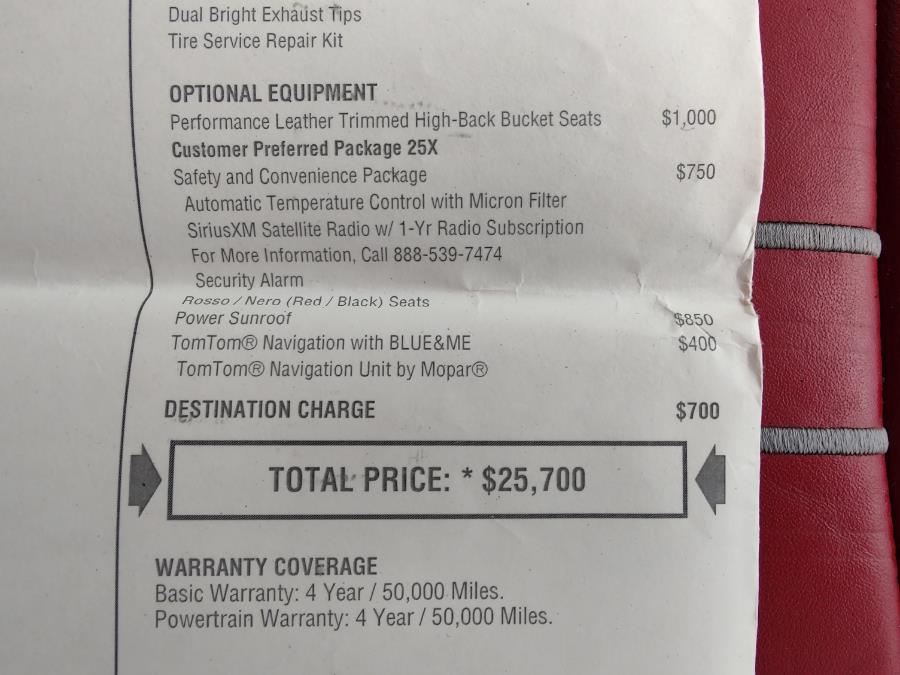 Dual Bright Exhaust Tips
Tire Service Repair Kit
OPTIONAL EQUIPMENT
Performance Leather Trimmed High-Back Bucket Seats $1,000
Customer Preferred Package 25X
Safety and Convenience Package $750
Automatic Temperature Control with Micron Filter
SiriusXM Satellite Radio w/ 1-Yr Radio Subscription
For More Information, Call 888-539-7474
Security Alarm
Rosso / Nero (Red / Black) Seats
Power Sunroof $850
TomTom® Navigation with BLUE&ME $400
TomTom® Navigation Unit by Mopar®
DESTINATION CHARGE $700
TOTAL PRICE: * $25,700
WARRANTY COVERAGE
Basic Warranty: 4 Year / 50,000 Miles.
Powertrain Warranty: 4 Year / 50,000 Miles.